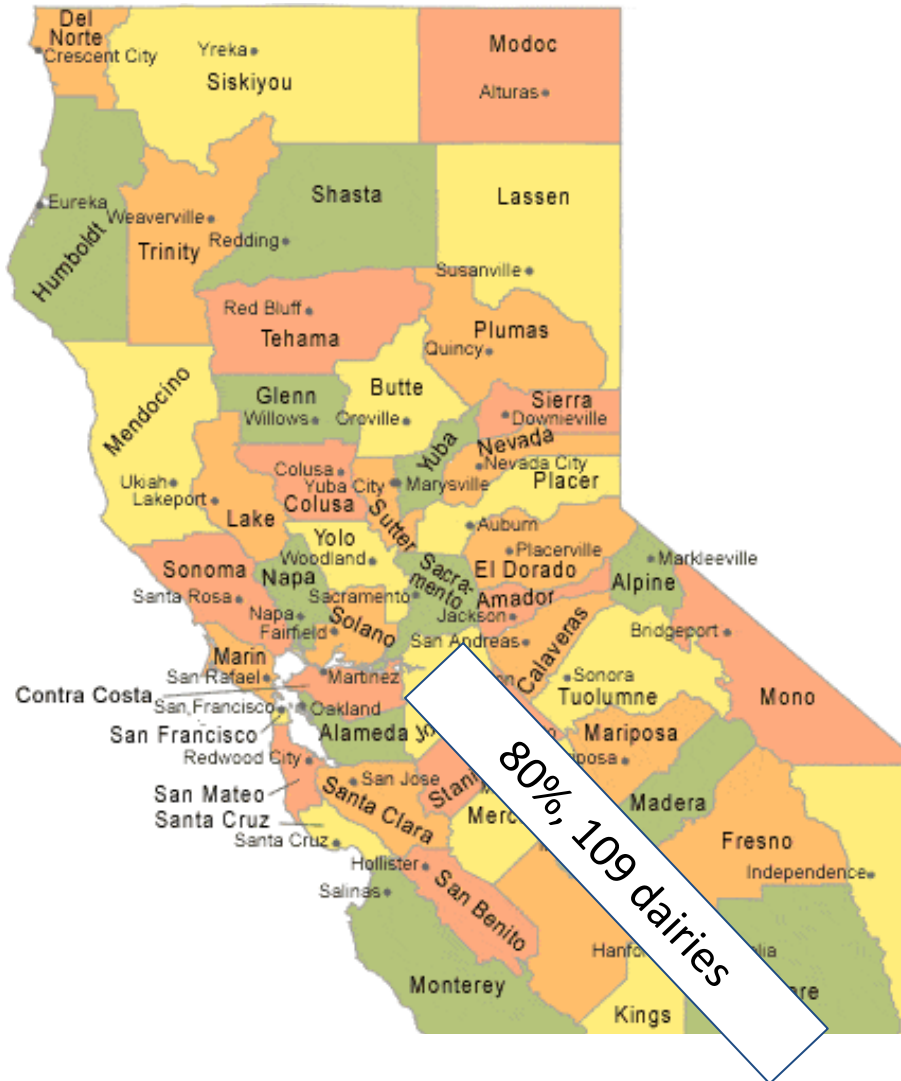 Del
Norte
Crescent City
Yreka
Siskiyou
Modoc
Alturas
Eureka
Humboldt
Weaverville
Trinity
Shasta
Redding
Lassen
Susanville
Red Bluff
Tehama
Plumas
Quincy
Mendocino
Ukiah
Lakeport
Lake
Glenn
Willows
Butte
Oroville
Sierra
Downieville
Yuba
Nevada
Nevada City
Placer
Colusa
Yuba City
Colusa
Marysville
Sutter
Auburn
Yolo
Woodland
Placerville
El Dorado
Sonoma
Santa Rosa
Napa
Napa
Sacramento
Sacra-
mento
Solano
Fairfield
Amador
Jackson
Alpine
Markleeville
San Andreas
Calaveras
Bridgeport
Marin
San Rafael
Martinez
Contra Costa
Sonora
Tuolumne
Mono
San Francisco
Oakland
San Francisco
Alameda
Mariposa
Redwood City
San Jose
San Mateo
Santa Clara
Santa Cruz
Santa Cruz
Madera
Fresno
Independence
Hollister
San Benito
Salinas
Monterey
Kings
80%, 109 dairies